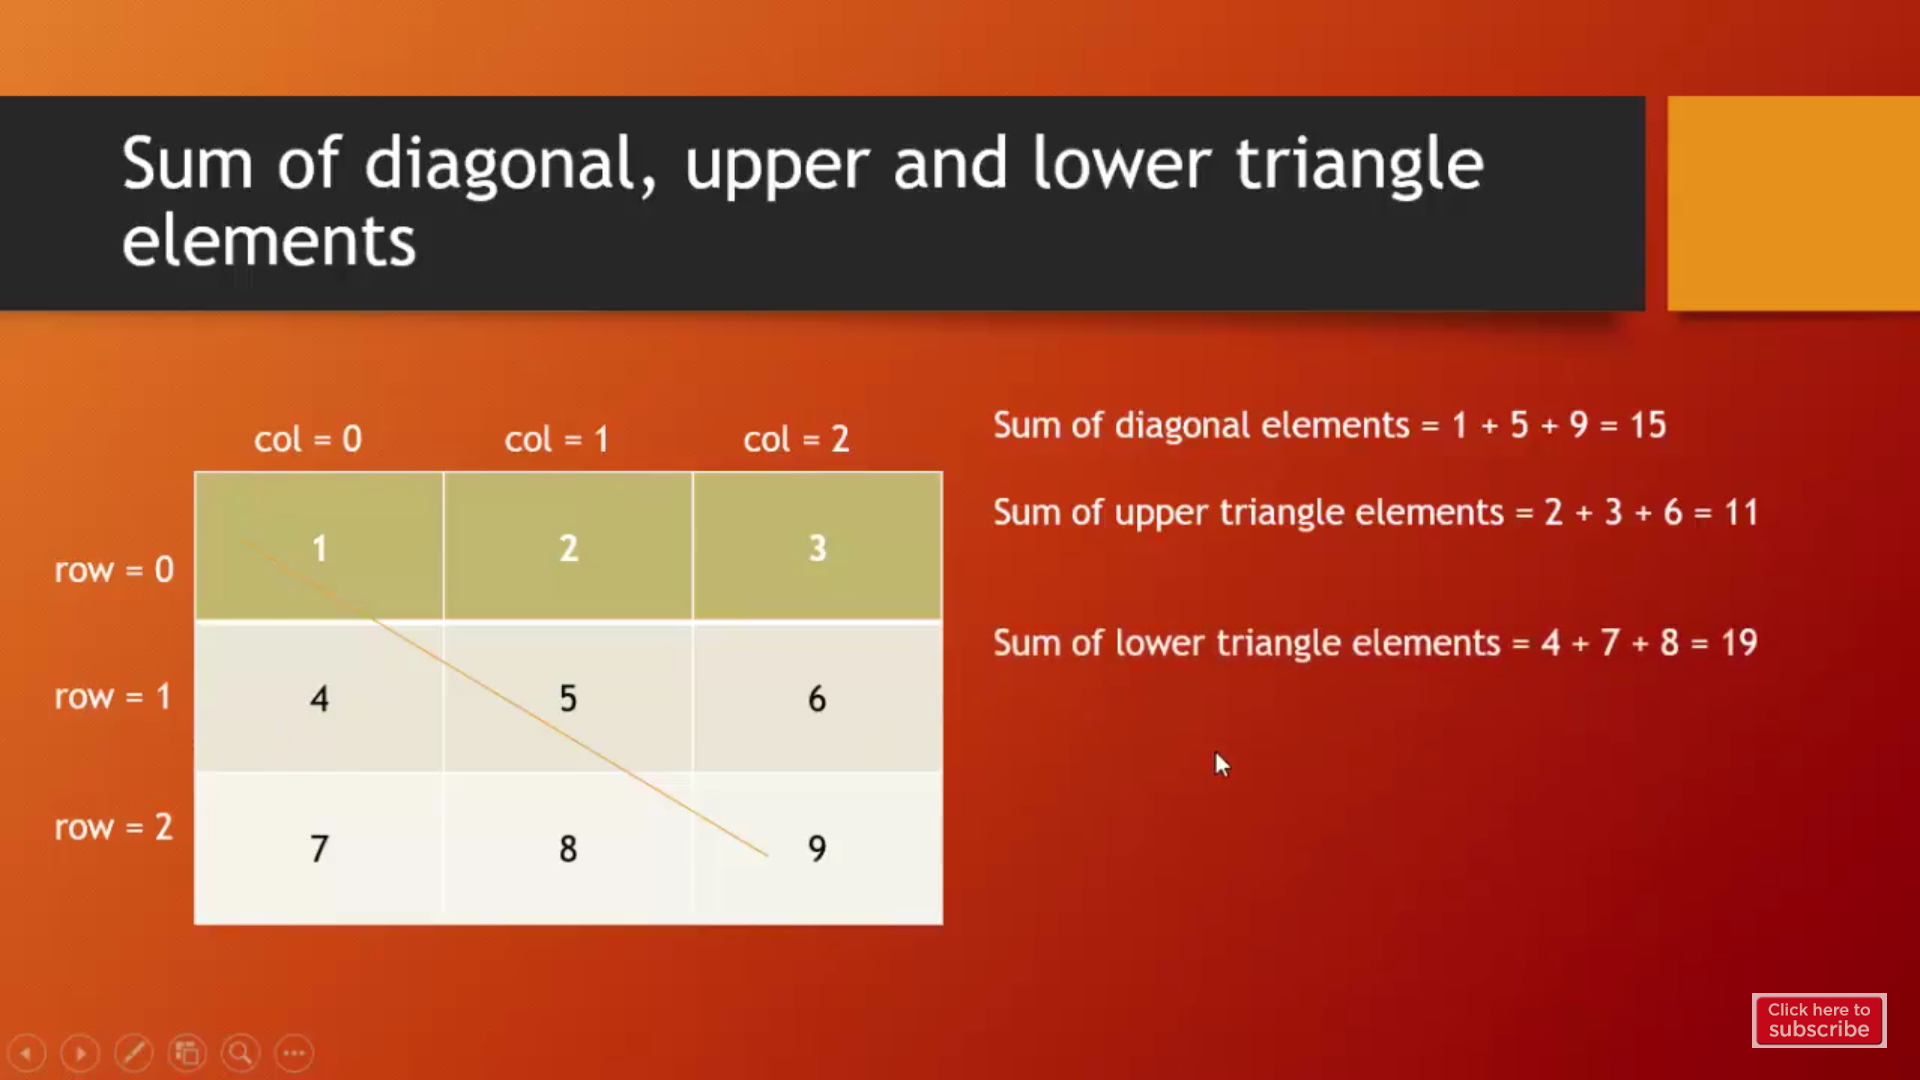 Sum of diagonal, upper and lower triangle
elements
col = 0 col = 1 col = 2
row = 0 1 2 3
row = 1 4 5 6
row = 2 7 8 9
Sum of diagonal elements = 1 + 5 + 9 = 15
Sum of upper triangle elements = 2 + 3 + 6 = 11
Sum of lower triangle elements = 4 + 7 + 8 = 19
Click here to
subscribe